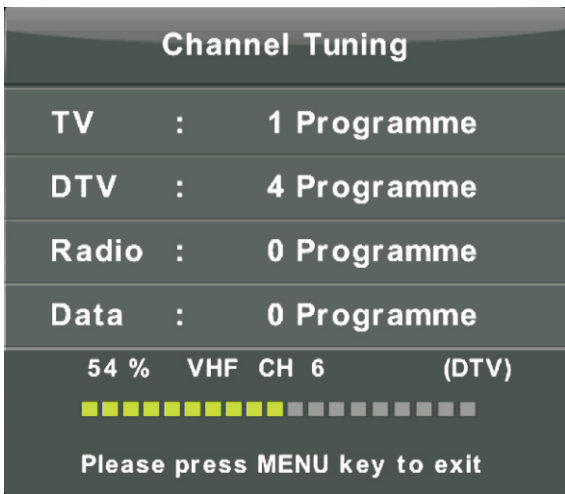 Channel Tuning
TV : 1 Programme
DTV : 4 Programme
Radio : 0 Programme
Data : 0 Programme
54 % VHF CH 6 (DTV)
Please press MENU key to exit